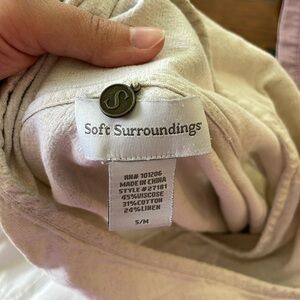 S
Soft Surroundings
RN# 101206
MADE IN CHINA
STYLE # 27181
45%VISCOSE
31%COTTON
24%LINEN
S/M